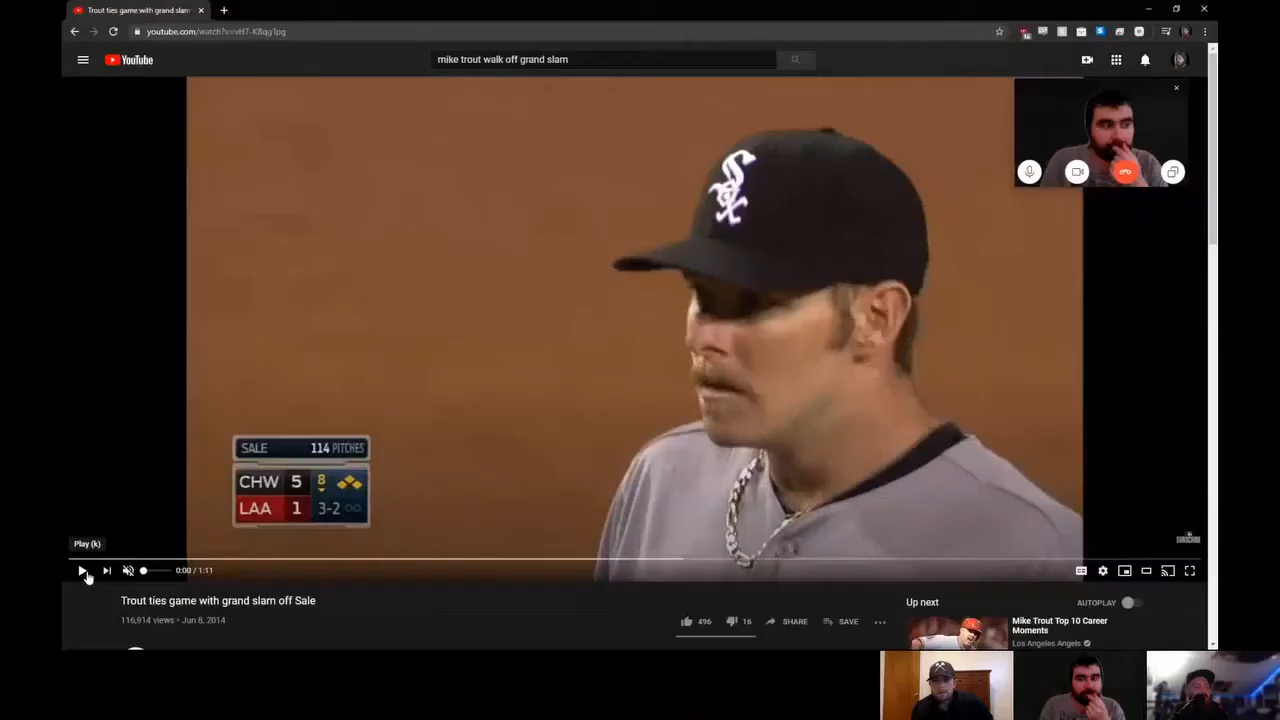 Trout ties game with grand slam
youtube.com/watch?v=vH7-K8qgTpg
YouTube
mike trout walk off grand slam
Sox
SALE 114 PITCHES
CHW 5 8
LAA 1 3-2
SUBSCRIBE
Play (k)
0:00 / 1:11
Trout ties game with grand slam off Sale
116,914 views • Jun 8, 2014
496 16 SHARE SAVE
Up next
AUTOPLAY
Mike Trout Top 10 Career
Moments
Los Angeles Angels